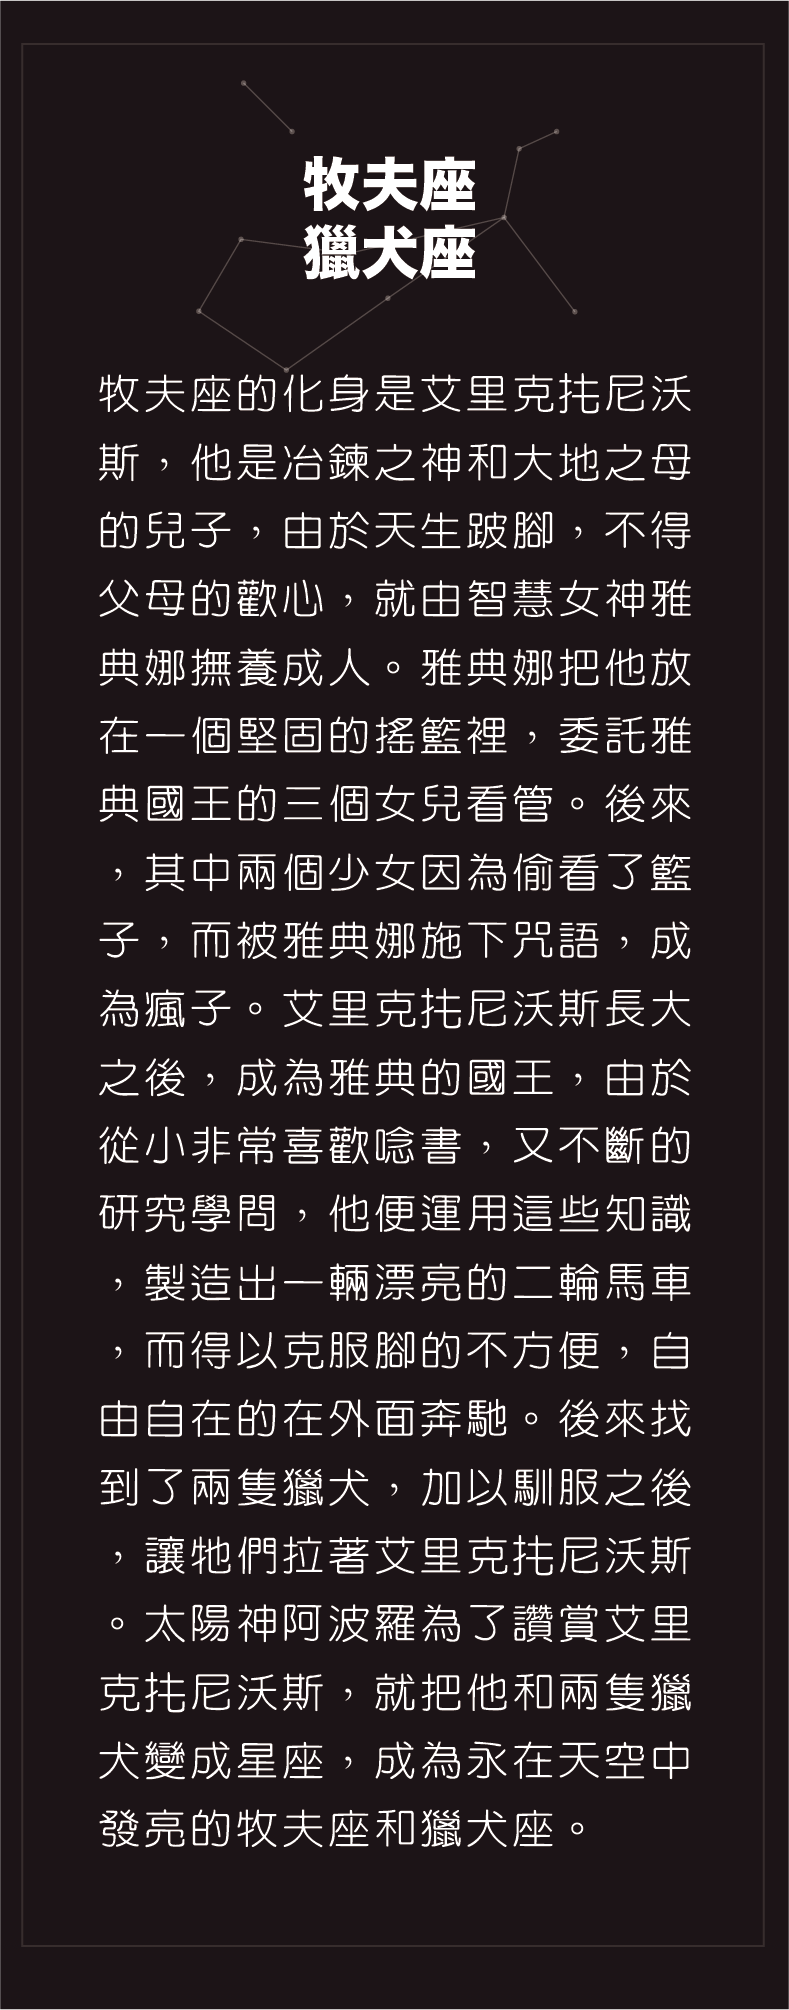 牧夫座
獵犬座
牧夫座的化身是艾里克托尼沃
斯，他是冶鍊之神和大地之母
的兒子，由於天生跛腳，不得
父母的歡心，就由智慧女神雅
典娜撫養成人。雅典娜把他放
在一個堅固的搖籃裡，委託雅
典國王的三個女兒看管。後來
，其中兩個少女因為偷看了籃
子，而被雅典娜施下咒語，成
為瘋子。艾里克托尼沃斯長大
之後，成為雅典的國王，由於
從小非常喜歡唸書，又不斷的
研究學問，他便運用這些知識
，製造出一輛漂亮的二輪馬車
，而得以克服腳的不方便，自
由自在的在外面奔馳。後來找
到了兩隻獵犬，加以馴服之後
，讓牠們拉著艾里克托尼沃斯
。太陽神阿波羅為了讚賞艾里
克托尼沃斯，就把他和兩隻獵
犬變成星座，成為永在天空中
發亮的牧夫座和獵犬座。